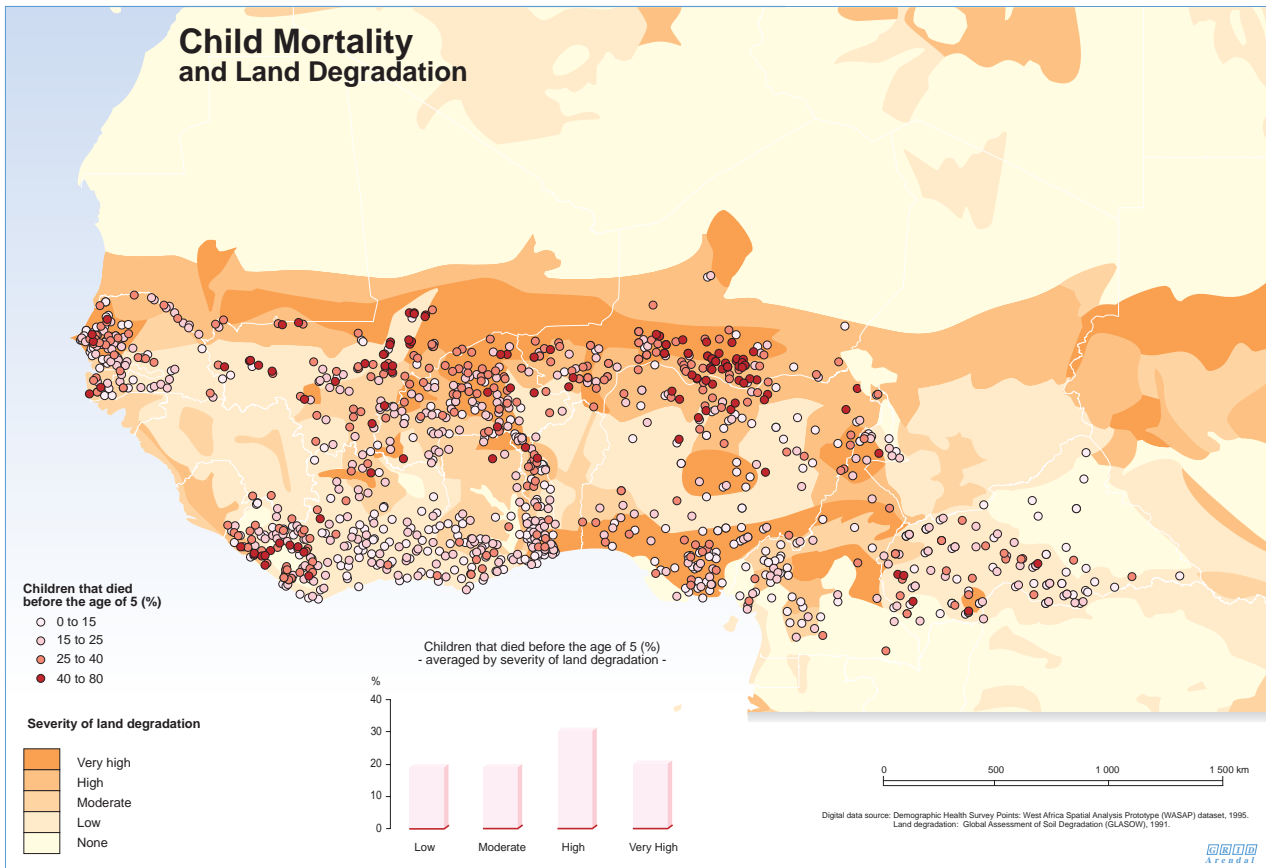 Child Mortality
and Land Degradation
Children that died
before the age of 5 (%)
0 to 15
15 to 25
25 to 40
40 to 80
Severity of land degradation
Very high
High
Moderate
Low
None
Children that died before the age of 5 (%)
- averaged by severity of land degradation -
%
40
30
20
10
0
Low
Moderate
High
Very High
0
500
1 000
1 500 km
Digital data source: Demographic Health Survey Points: West Africa Spatial Analysis Prototype (WASAP) dataset, 1995.
Land degradation: Global Assessment of Soil Degradation (GLASOW), 1991.
GRID
Arendal